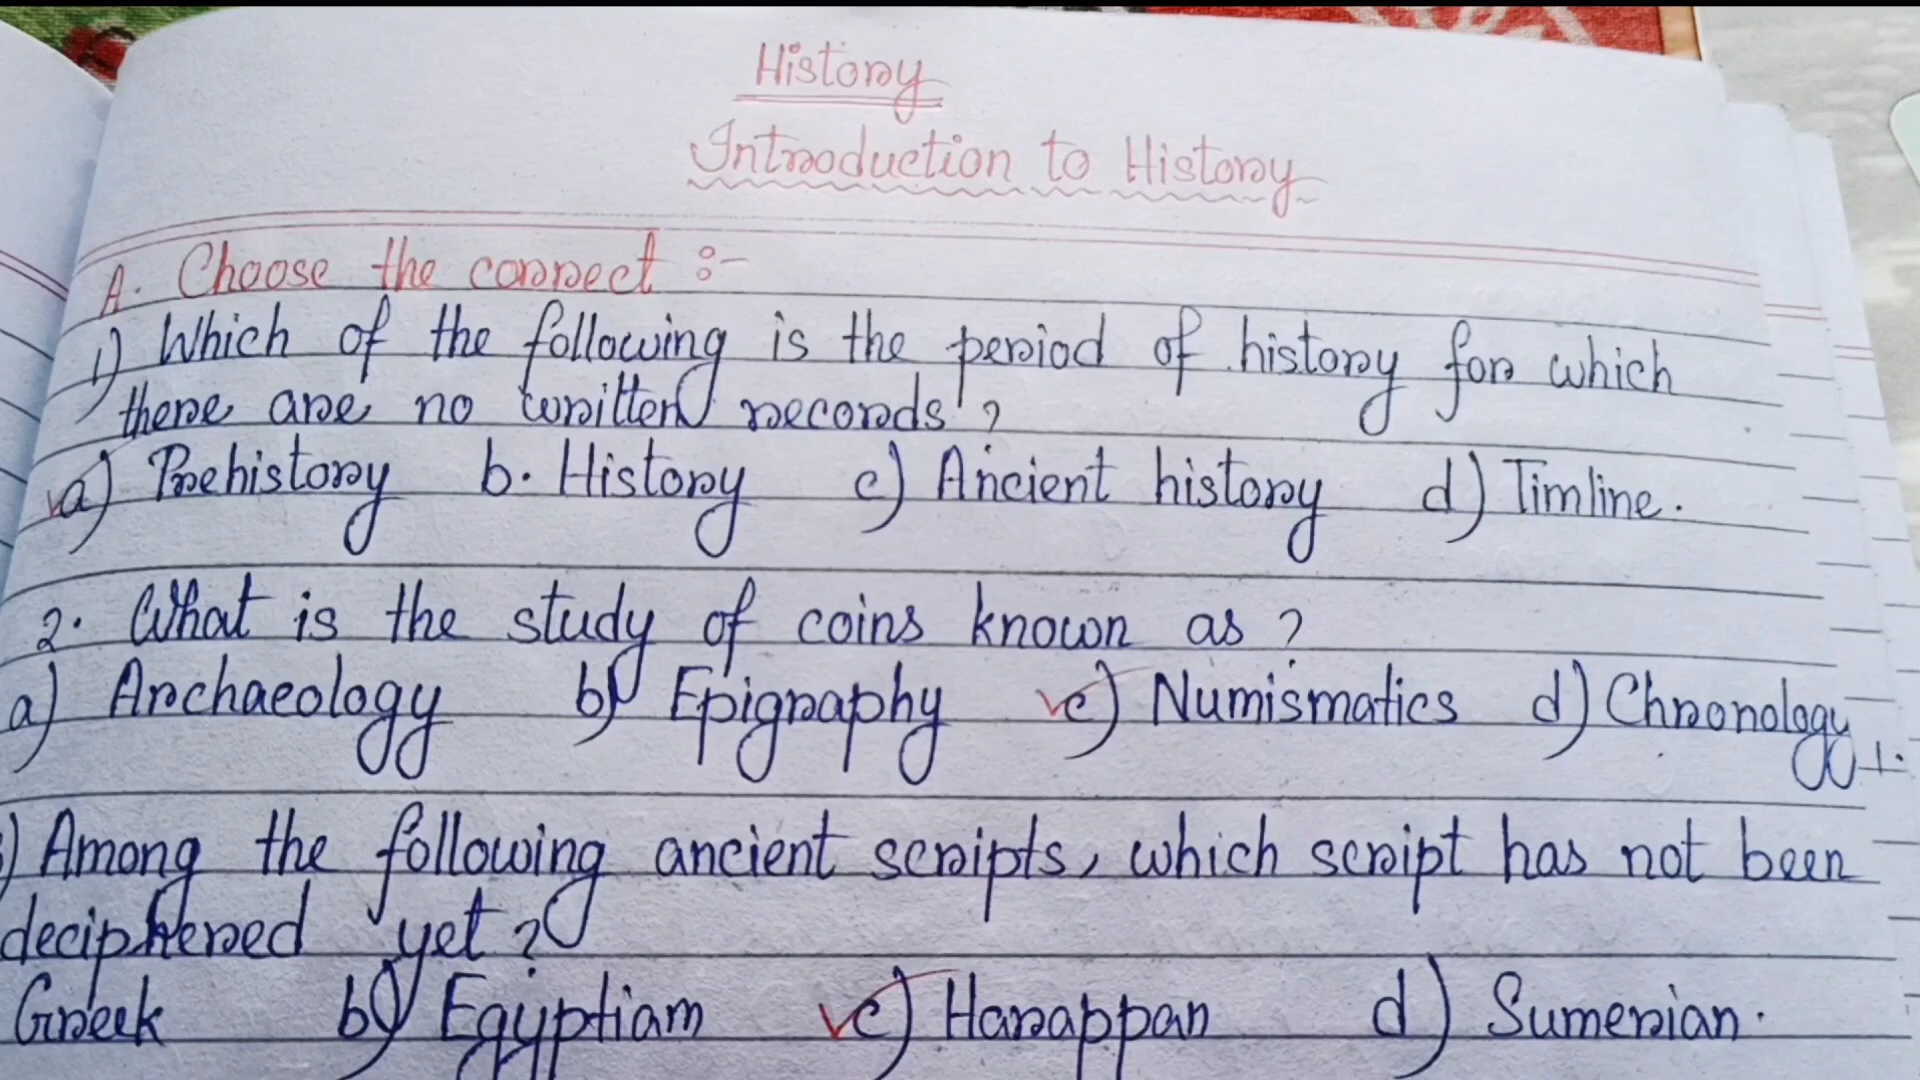 History
Introduction to History
A. Choose the correct :-
1) Which of the following is the period of history for which
there are no written records ?
a) Prehistory b. History c) Ancient history d) Timline.
2. What is the study of coins known as ?
a) Archaeology b) Epigraphy c) Numismatics d) Chronology.
) Among the following ancient scripts, which script has not been
deciphered yet ?
Greek b) Egyptiam c) Harappan d) Sumerian.